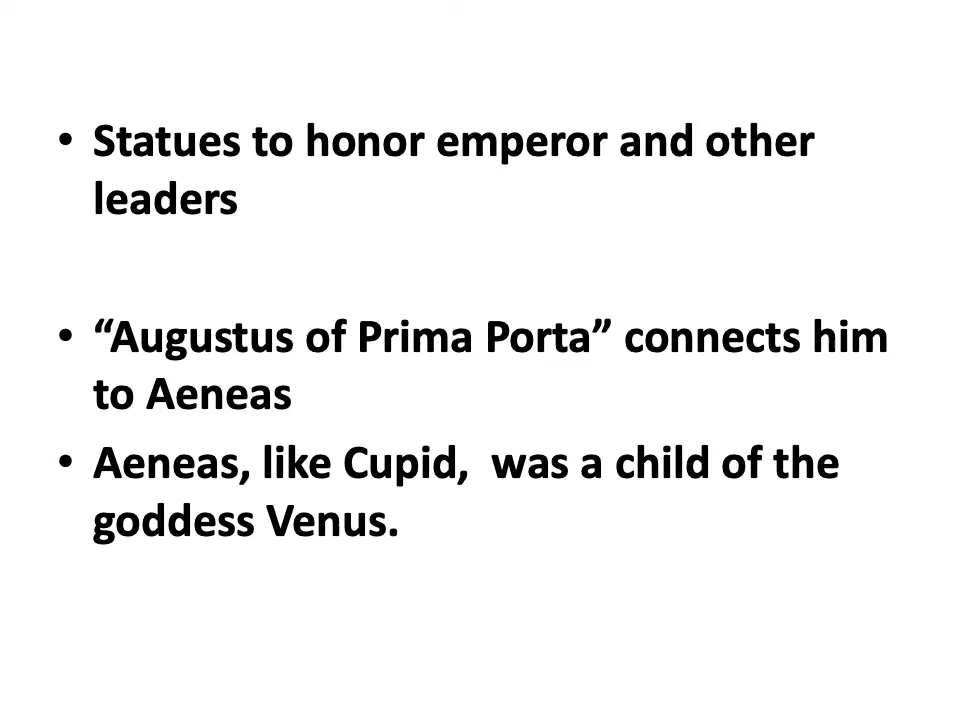 • Statues to honor emperor and other
leaders
• “Augustus of Prima Porta” connects him
to Aeneas
• Aeneas, like Cupid,  was a child of the
goddess Venus.